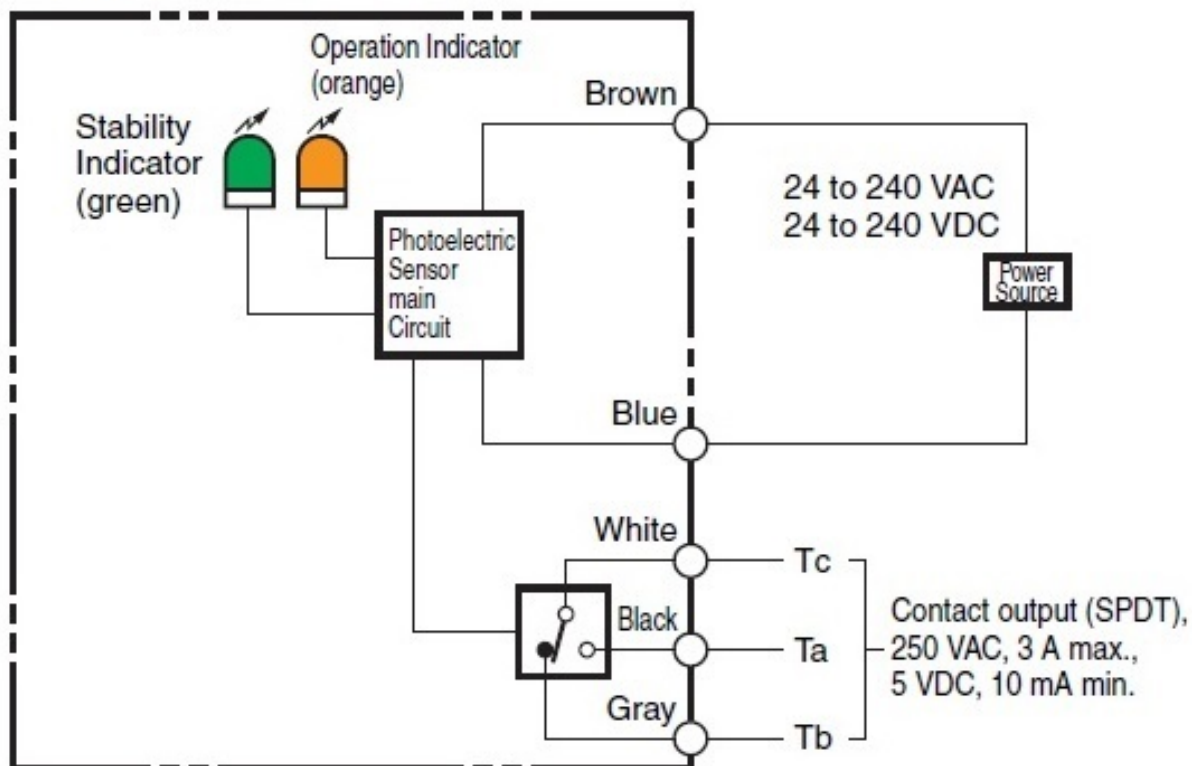 Operation Indicator
(orange)
Stability
Indicator
(green)
Brown
24 to 240 VAC
24 to 240 VDC
Photoelectric
Sensor
main
Circuit
Power
Source
Blue
White
Tc
Black
Ta
Contact output (SPDT),
250 VAC, 3 A max.,
5 VDC, 10 mA min.
Gray
Tb